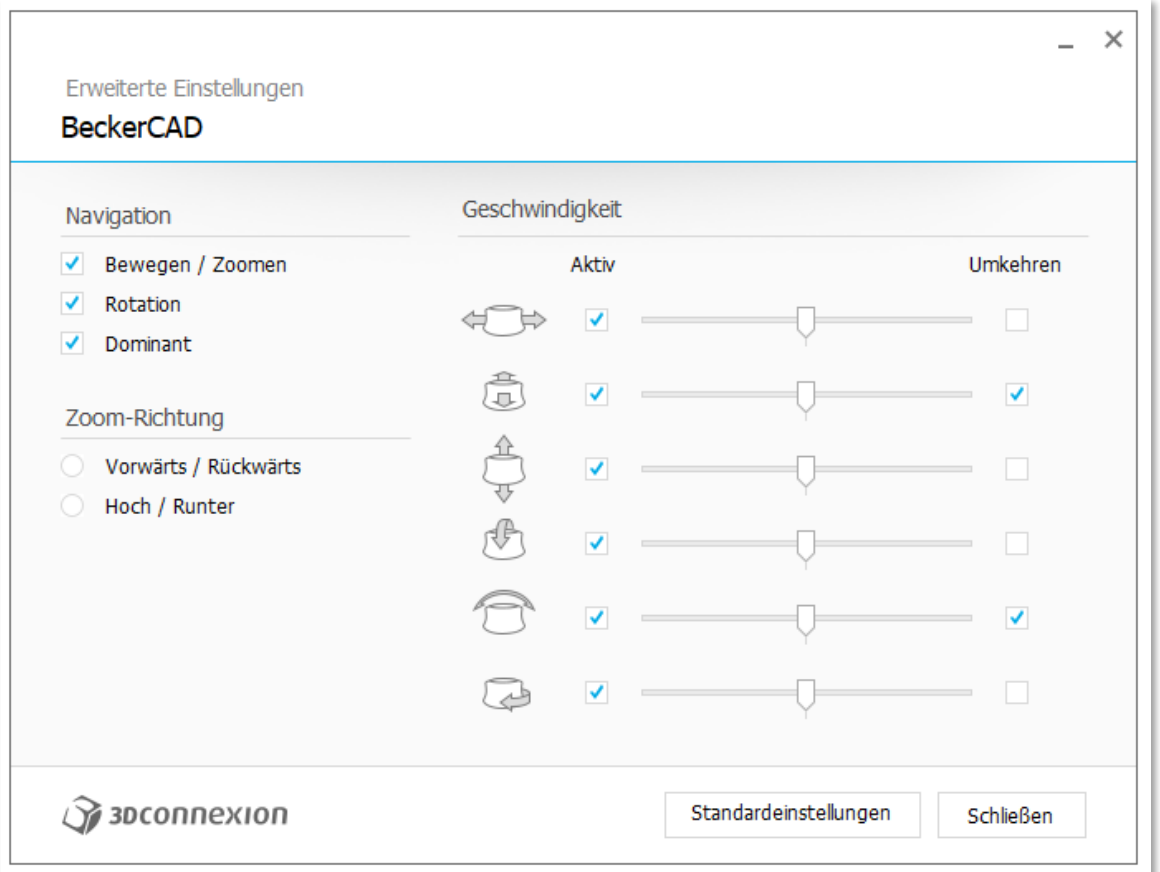 Erweiterte Einstellungen
BeckerCAD
Navigation
Bewegen / Zoomen
Rotation
Dominant
Zoom-Richtung
Vorwärts / Rückwärts
Hoch / Runter
Geschwindigkeit
Aktiv Umkehren
3Dconnexion
Standardeinstellungen Schließen